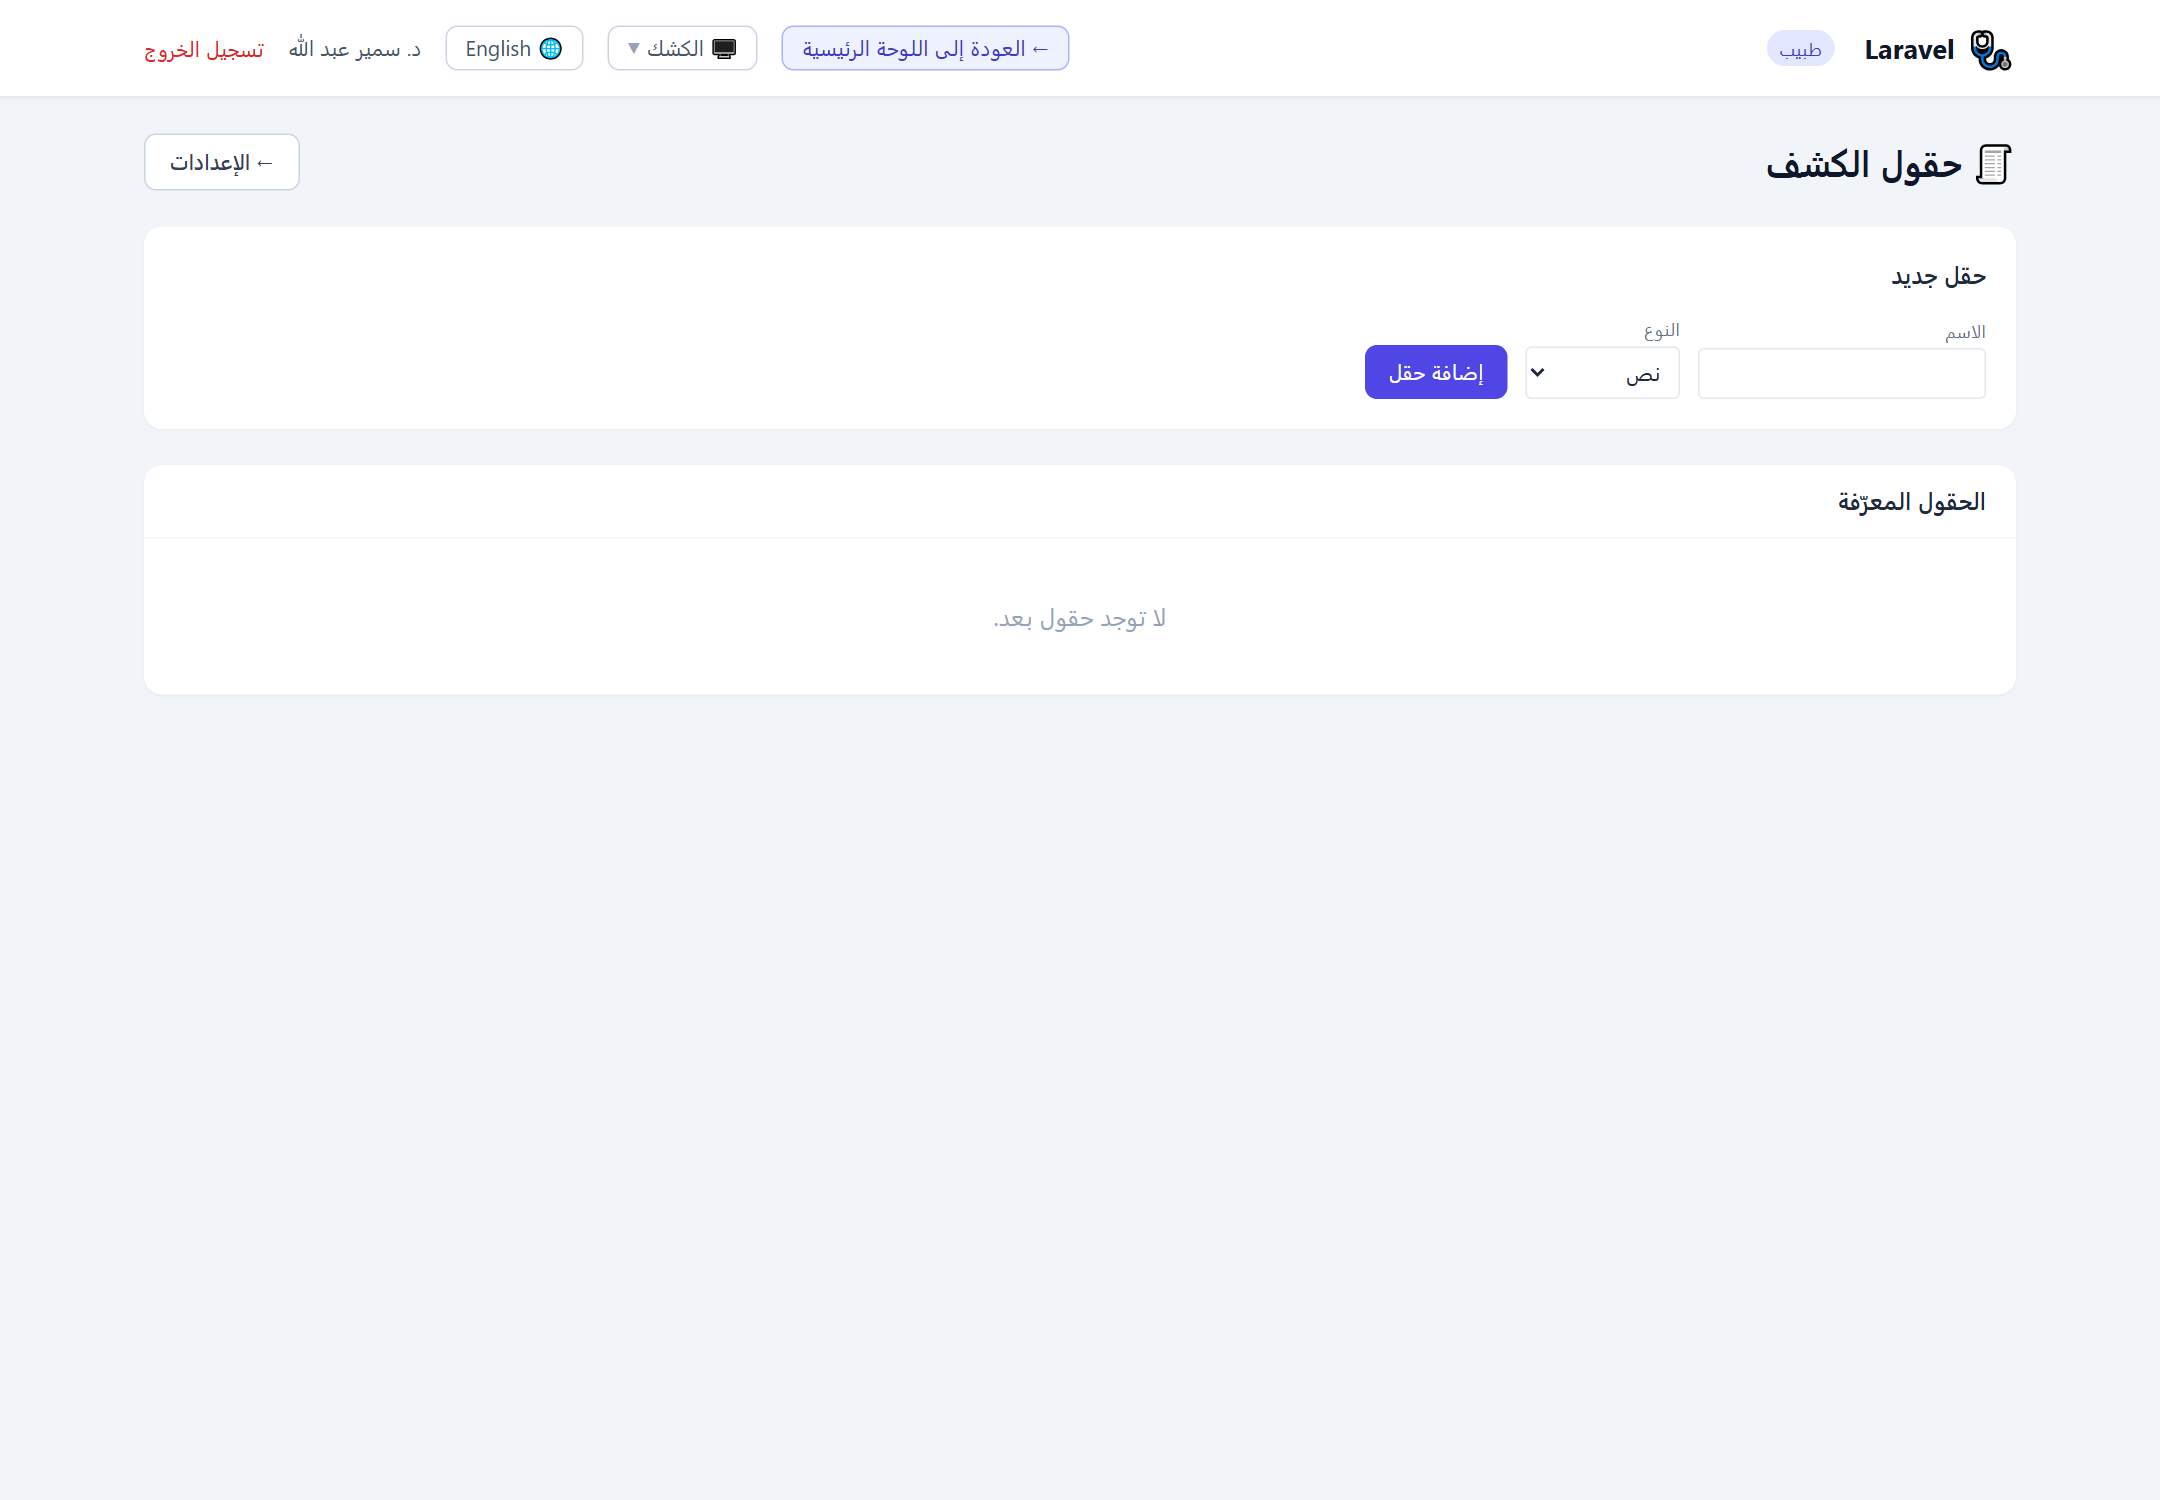 🩺 Laravel طبيب ← العودة إلى اللوحة الرئيسية 🖥️ الكشك ▼ 🌐 English د. سمير عبد الله تسجيل الخروج
📜 حقول الكشف ← الإعدادات
حقل جديد
الاسم النوع
نص إضافة حقل
الحقول المعرّفة
لا توجد حقول بعد.